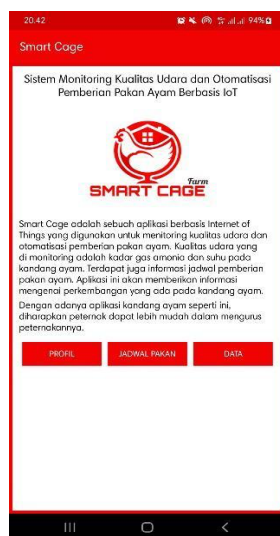 20.42
94%
Smart Cage
Sistem Monitoring Kualitas Udara dan Otomatisasi
Pemberian Pakan Ayam Berbasis IoT
Farm
SMART CAGE
Smart Cage adalah sebuah aplikasi berbasis Internet of
Things yang digunakan untuk menitoring kualitas udara dan
otomatisasi pemberian pakan ayam. Kualitas udara yang
di monitoring adalah kadar gas amonia dan suhu pada
kandang ayam. Terdapat juga informasi jadwal pemberian
pakan ayam. Aplikasi ini akan memberikan informasi
mengenai perkembangan yang ada pada kandang ayam.
Dengan adanya aplikasi kandang ayam seperti ini,
diharapkan peternak dapat lebih mudah dalam mengurus
peternakannya.
PROFIL
JADWAL PAKAN
DATA